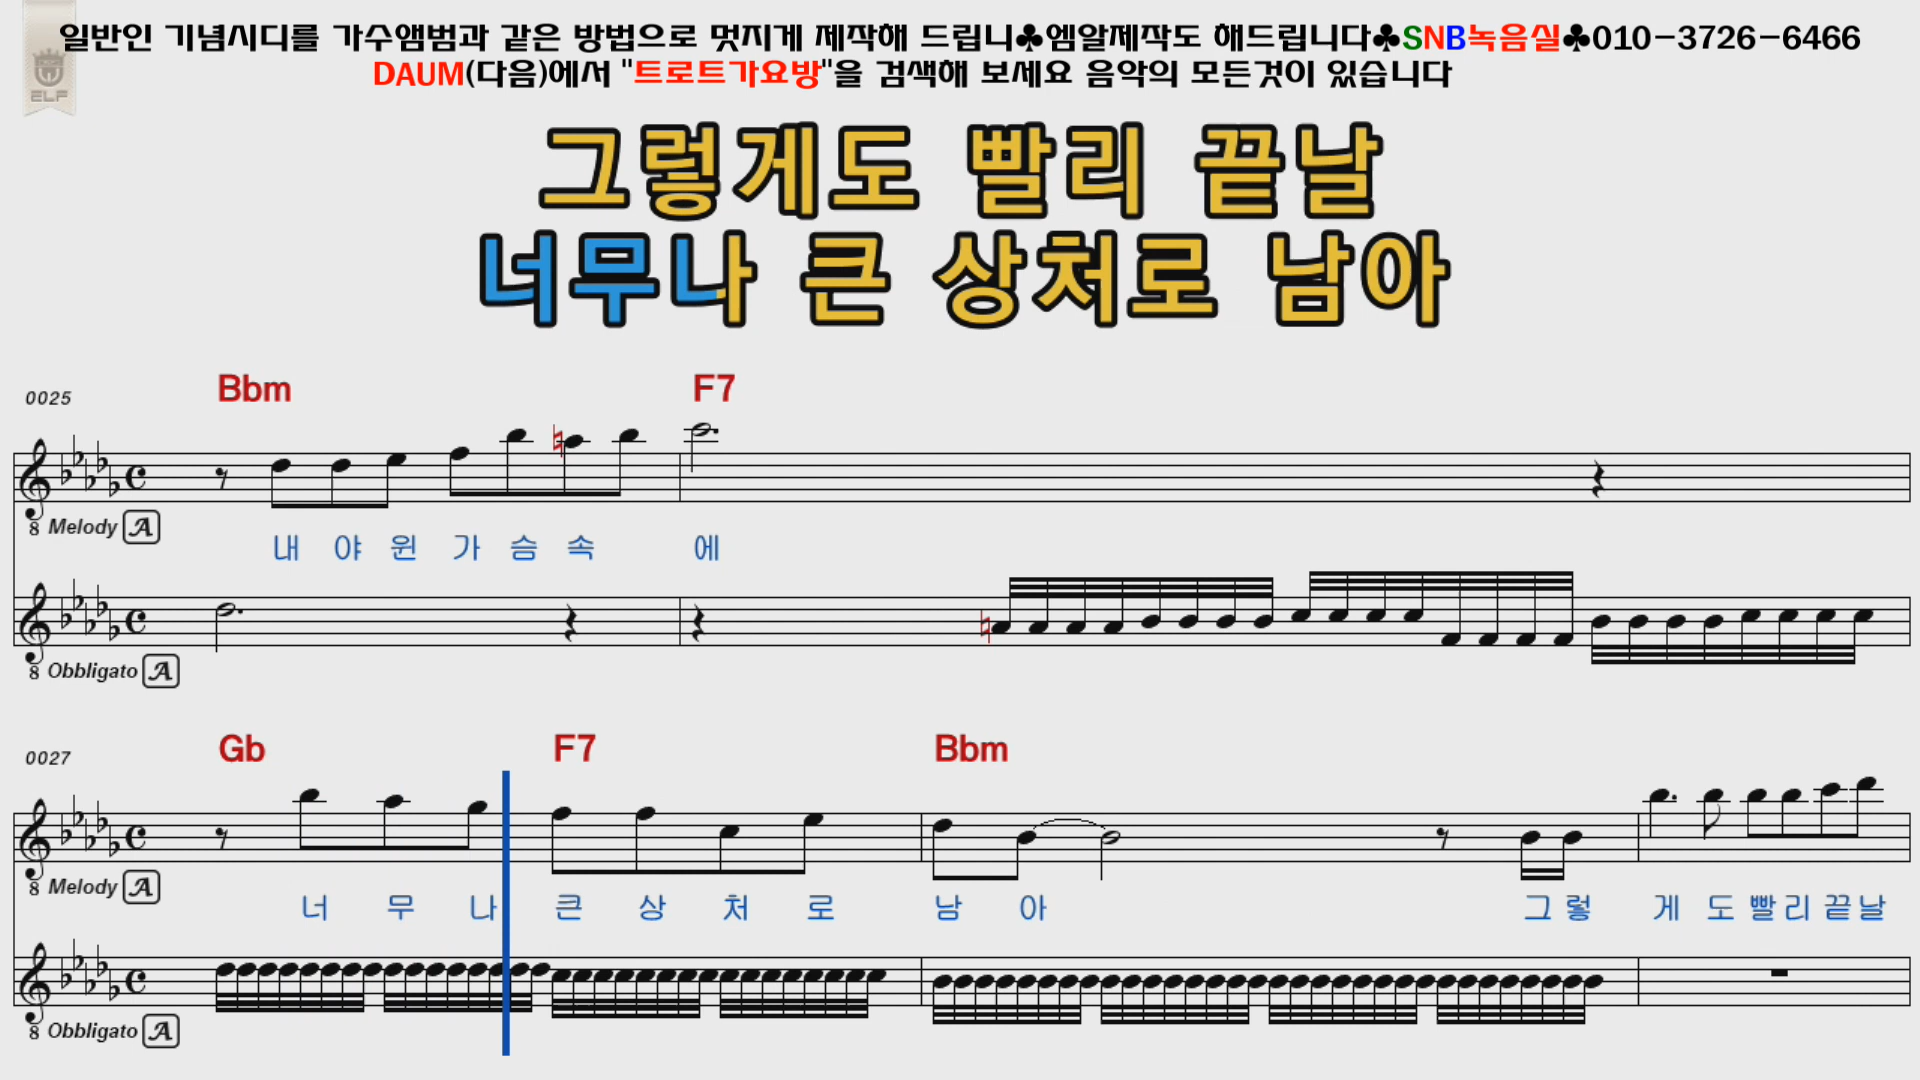 일반인 기념시디를 가수앨범과 같은 방법으로 멋지게 제작해 드립니♣엠알제작도 해드립니다♣SNB녹음실♣010-3726-6466
ELF
DAUM(다음)에서 "트로트가요방"을 검색해 보세요 음악의 모든것이 있습니다
그렇게도 빨리 끝날
너무나 큰 상처로 남아
0025 Bbm F7
8 Melody A
내 야 윈 가 슴 속 에
8 Obbligato A
0027 Gb F7 Bbm
8 Melody A
너 무 나 큰 상 처 로 남 아 그 렇 게 도 빨 리 끝 날
8 Obbligato A